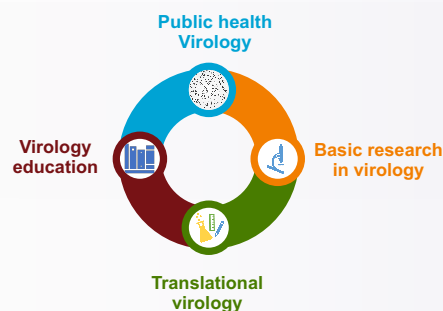 Public health
Virology
Virology
education
Basic research
in virology
Translational
virology